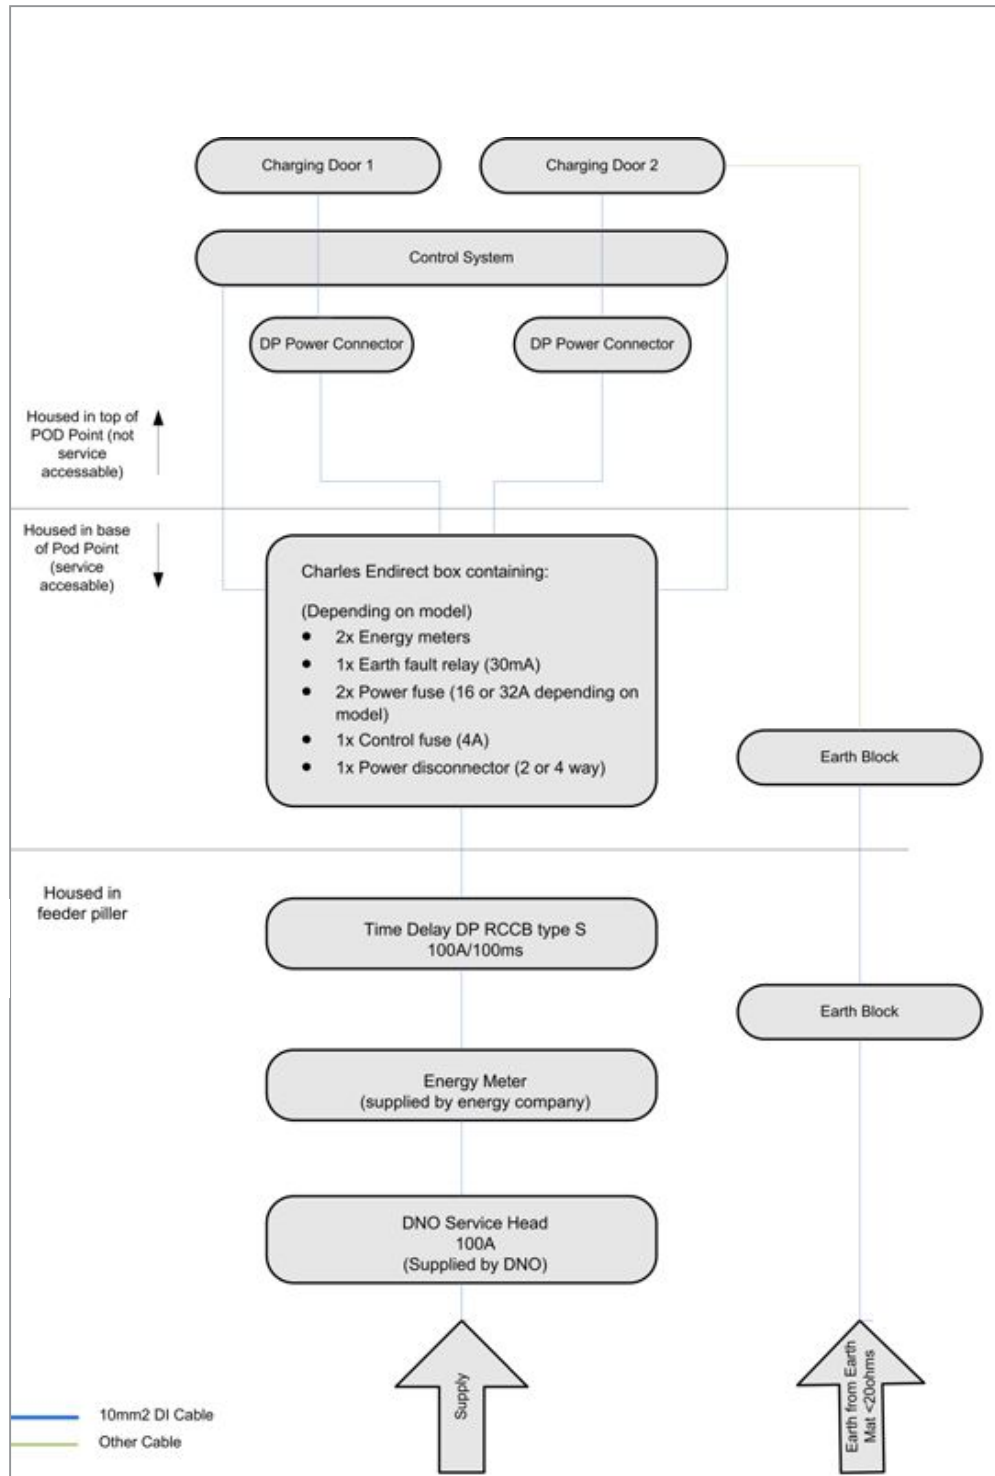 Charging Door 1
Charging Door 2
Control System
DP Power Connector
DP Power Connector
Housed in top of
POD Point (not
service
accessable)
Housed in base
of Pod Point
(service
accesable)
Charles Endirect box containing:
(Depending on model)
• 2x Energy meters
• 1x Earth fault relay (30mA)
• 2x Power fuse (16 or 32A depending on
model)
• 1x Control fuse (4A)
• 1x Power disconnector (2 or 4 way)
Earth Block
Housed in
feeder piller
Time Delay DP RCCB type S
100A/100ms
Earth Block
Energy Meter
(supplied by energy company)
DNO Service Head
100A
(Supplied by DNO)
Supply
Earth from Earth
Mat <20ohms
10mm2 DI Cable
Other Cable